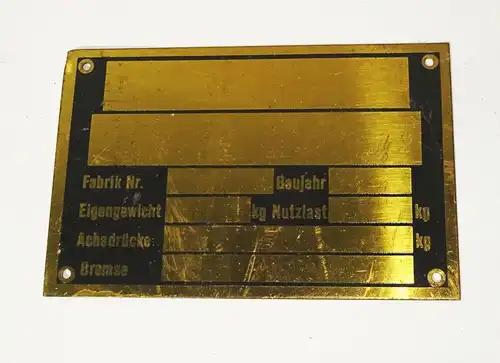 Fabrik Nr. Baujahr
Eigengewicht kg Nutzlast kg
Achsdrücke kg
Bremse